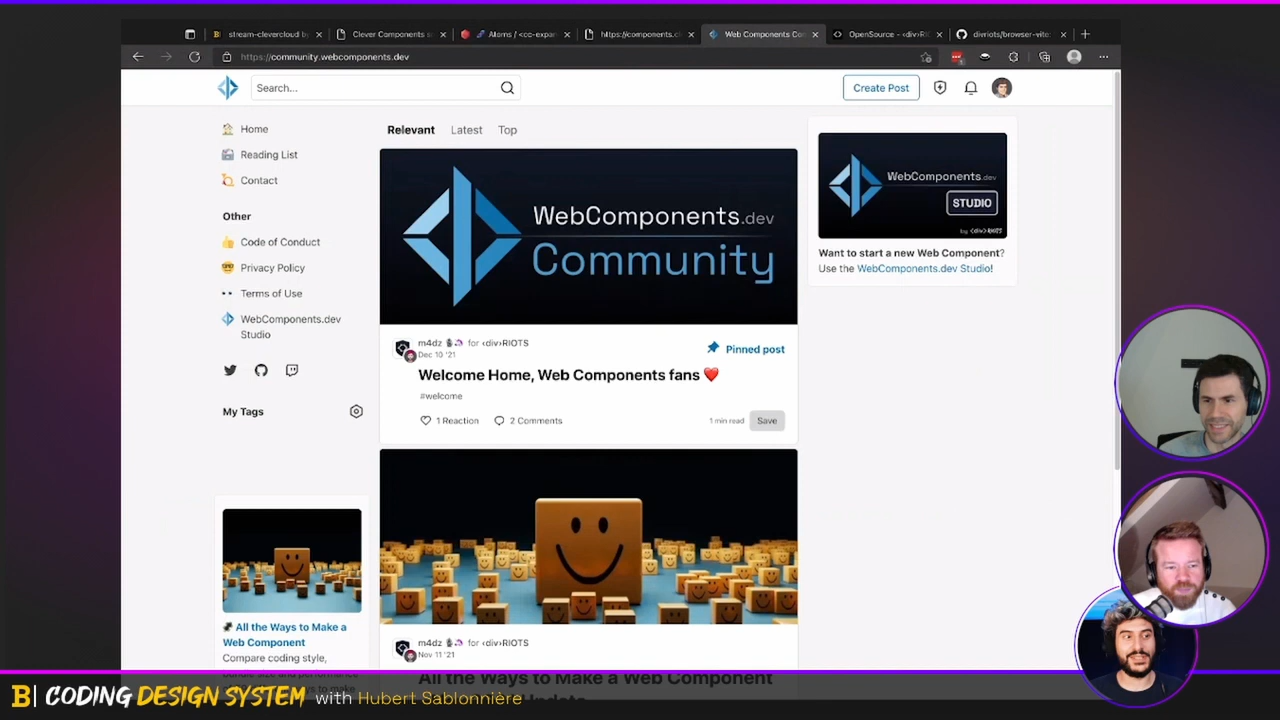 stream-clevercloud by
Clever Components s
Atoms / <cc-expan
https://components.cl
Web Components Co
OpenSource - <div>RI
divriots/browser-vite
https://community.webcomponents.dev
Search...
Create Post
Home
Reading List
Contact
Other
Code of Conduct
Privacy Policy
Terms of Use
WebComponents.dev
Studio
My Tags
All the Ways to Make a
Web Component
Compare coding style,
Relevant Latest Top
WebComponents.dev
Community
m4dz for ‹div›RIOTS
Dec 10 '21
Pinned post
Welcome Home, Web Components fans ❤️
#welcome
1 Reaction 2 Comments 1 min read Save
m4dz for ‹div›RIOTS
Nov 11 '21
All the Ways to Make a Web Component
WebComponents.dev
STUDIO
by ‹div›RIOTS
Want to start a new Web Component?
Use the WebComponents.dev Studio!
B| CODING DESIGN SYSTEM with Hubert Sablonnière